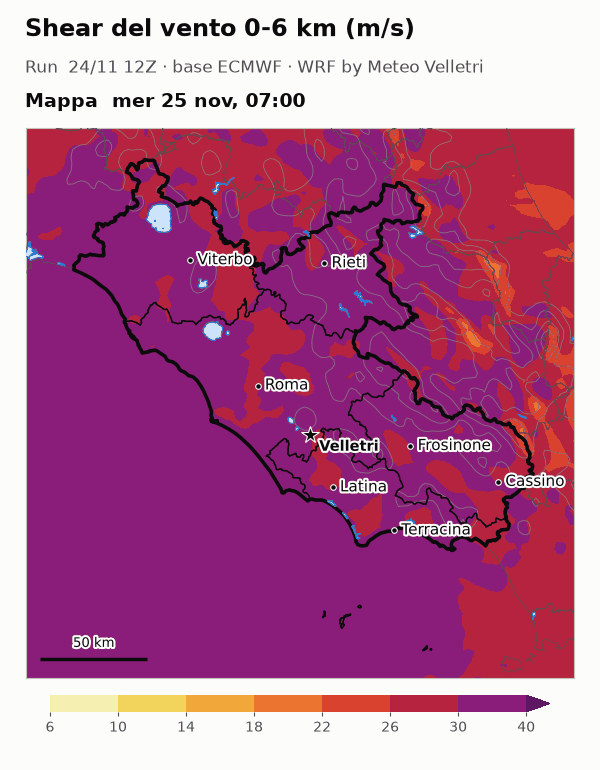 Shear del vento 0-6 km (m/s)
Run 24/11 12Z · base ECMWF · WRF by Meteo Velletri
Mappa mer 25 nov, 07:00
Viterbo
Rieti
Roma
Velletri
Frosinone
Latina
Cassino
Terracina
50 km
6 10 14 18 22 26 30 40